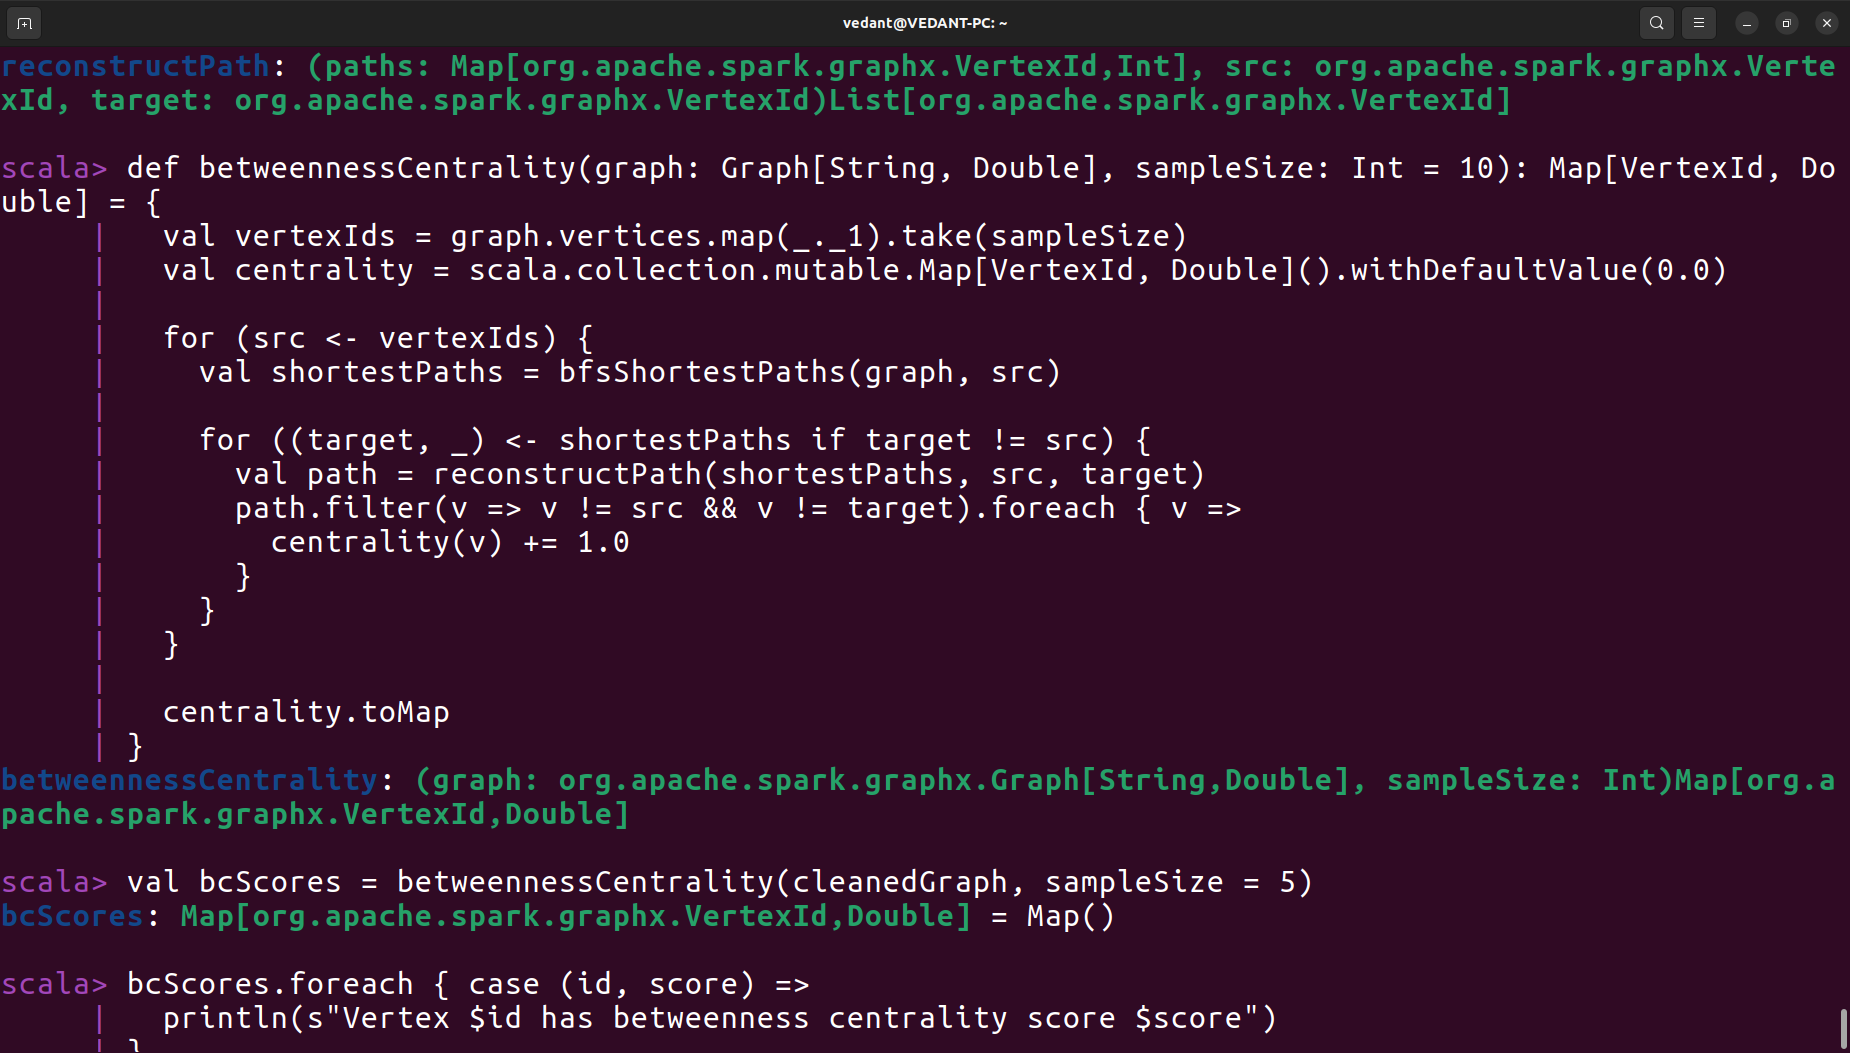 vedant@VEDANT-PC: ~
reconstructPath: (paths: Map[org.apache.spark.graphx.VertexId,Int], src: org.apache.spark.graphx.Verte
xId, target: org.apache.spark.graphx.VertexId)List[org.apache.spark.graphx.VertexId]
scala> def betweennessCentrality(graph: Graph[String, Double], sampleSize: Int = 10): Map[VertexId, Do
uble] = {
     |   val vertexIds = graph.vertices.map(_._1).take(sampleSize)
     |   val centrality = scala.collection.mutable.Map[VertexId, Double]().withDefaultValue(0.0)
     |
     |   for (src <- vertexIds) {
     |     val shortestPaths = bfsShortestPaths(graph, src)
     |
     |     for ((target, _) <- shortestPaths if target != src) {
     |       val path = reconstructPath(shortestPaths, src, target)
     |       path.filter(v => v != src && v != target).foreach { v =>
     |         centrality(v) += 1.0
     |       }
     |     }
     |   }
     |
     |   centrality.toMap
     | }
betweennessCentrality: (graph: org.apache.spark.graphx.Graph[String,Double], sampleSize: Int)Map[org.a
pache.spark.graphx.VertexId,Double]
scala> val bcScores = betweennessCentrality(cleanedGraph, sampleSize = 5)
bcScores: Map[org.apache.spark.graphx.VertexId,Double] = Map()
scala> bcScores.foreach { case (id, score) =>
     |   println(s"Vertex $id has betweenness centrality score $score")
     | }